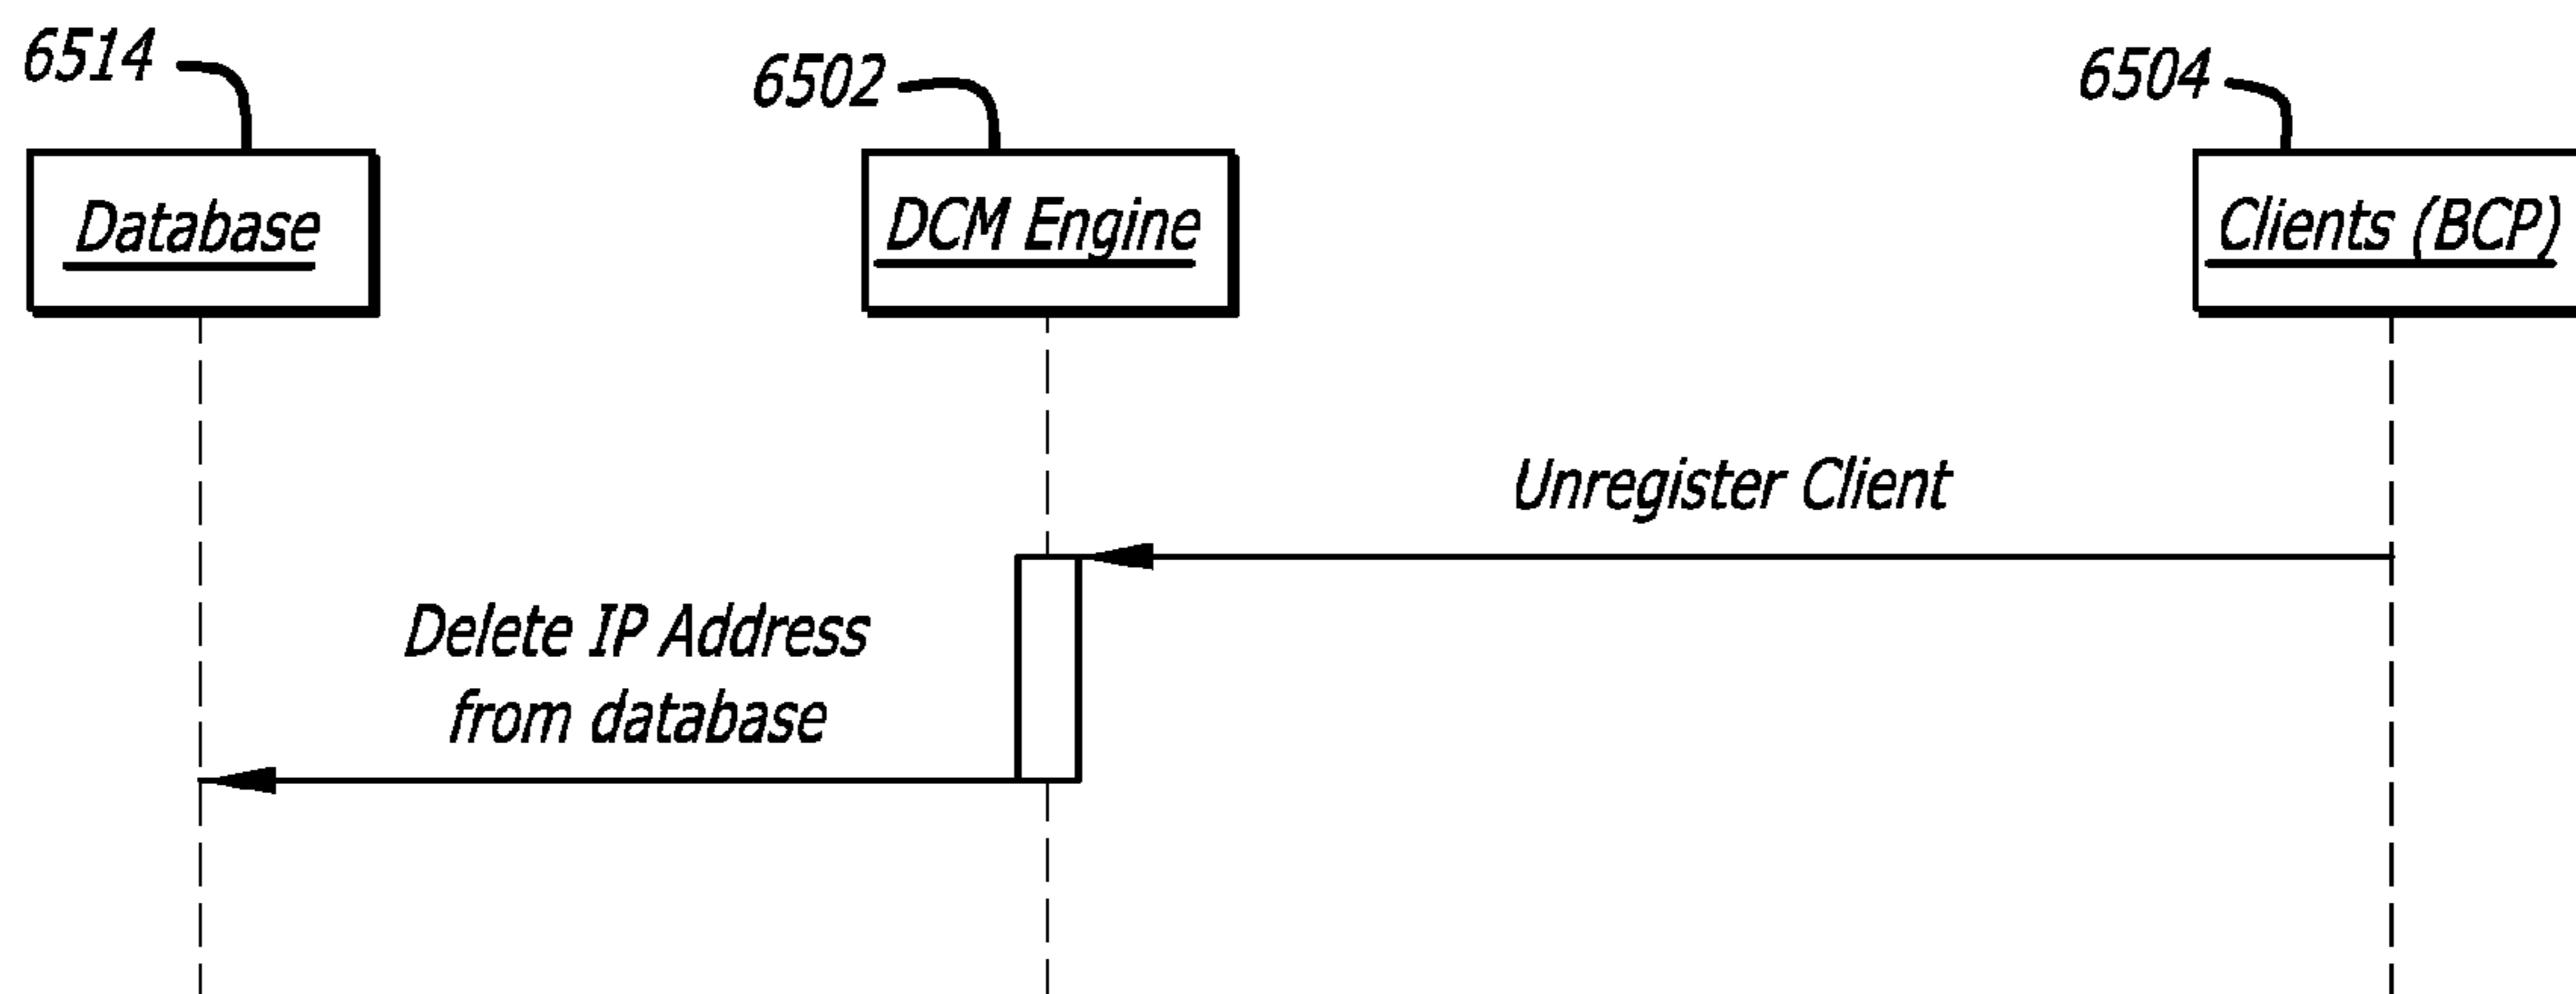 6514
6502
6504
Database
DCM Engine
Clients (BCP)
Unregister Client
Delete IP Address
from database